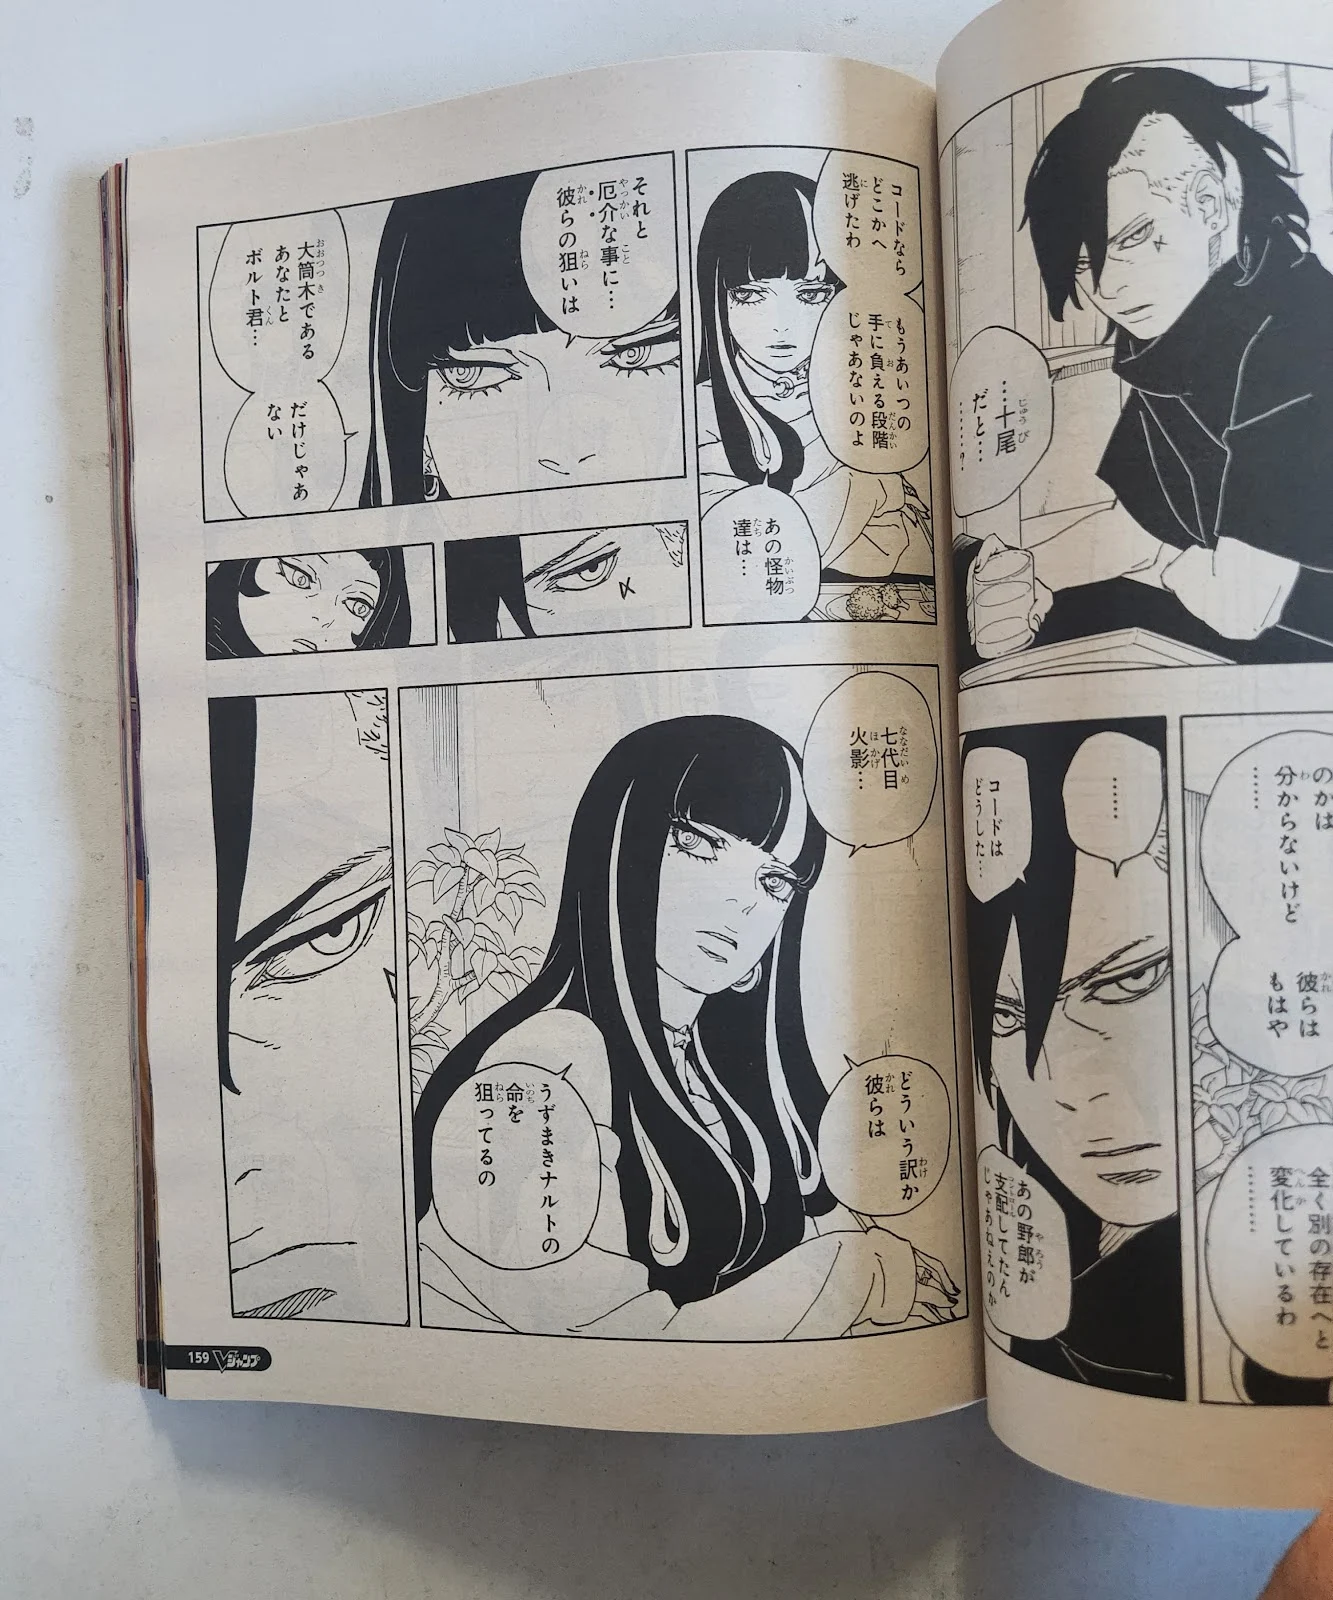 …十尾
だと…
……?
のかは
分からないけど
………
彼らは
もはや
全く別の存在へと
変化しているわ
………
……
コードは
どうした…
あの野郎が
支配してたん
じゃあねえのか
コードなら
どこかへ
逃げたわ
もうあいつの
手に負える段階
じゃあないのよ
あの怪物
達は…
それと
厄介な事に…
彼らの狙いは
大筒木である
あなたと
ボルト君…
だけじゃあ
ない
七代目
火影…
どういう訳か
彼らは
うずまきナルトの
命を
狙ってるの
159 Vジャンプ